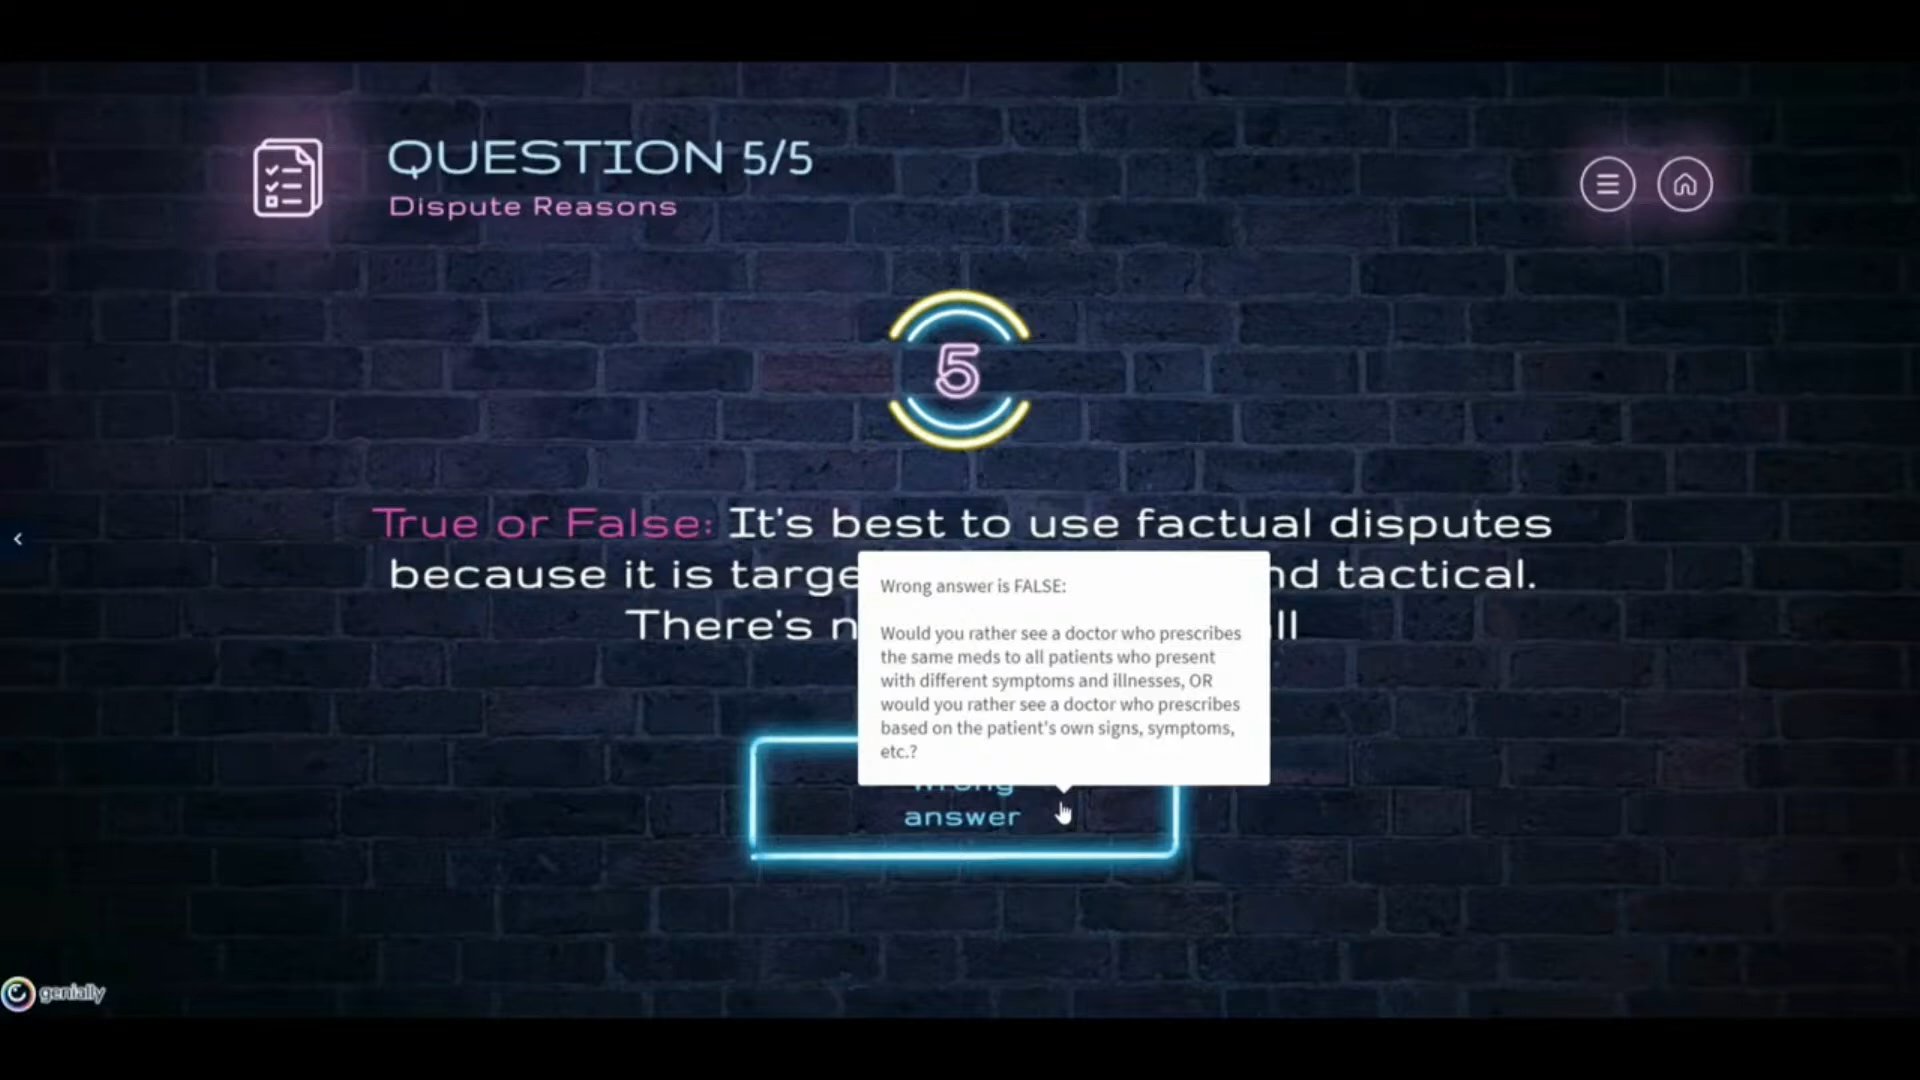 QUESTION 5/5
Dispute Reasons
5
True or False: It's best to use factual disputes
because it is nd tactical.
There's
Wrong answer is FALSE:
Would you rather see a doctor who prescribes
the same meds to all patients who present
with different symptoms and illnesses, OR
would you rather see a doctor who prescribes
based on the patient's own signs, symptoms,
etc.?
answer
genially